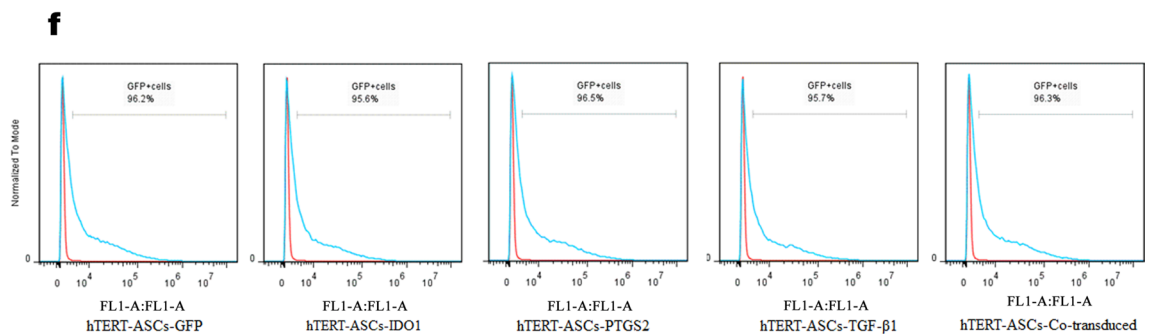 f
Normalized To Mode
GFP+cells
96.2%
0
0 10^4 10^5 10^6 10^7
FL1-A:FL1-A
hTERT-ASCs-GFP
GFP+cells
95.6%
0
0 10^4 10^5 10^6 10^7
FL1-A:FL1-A
hTERT-ASCs-IDO1
GFP+cells
96.5%
0 10^4 10^5 10^6 10^7
FL1-A:FL1-A
hTERT-ASCs-PTGS2
GFP+cells
95.7%
0
0 10^4 10^5 10^6 10^7
FL1-A:FL1-A
hTERT-ASCs-TGF-β1
GFP+cells
96.3%
0
0 10^4 10^5 10^6 10^7
FL1-A:FL1-A
hTERT-ASCs-Co-transduced